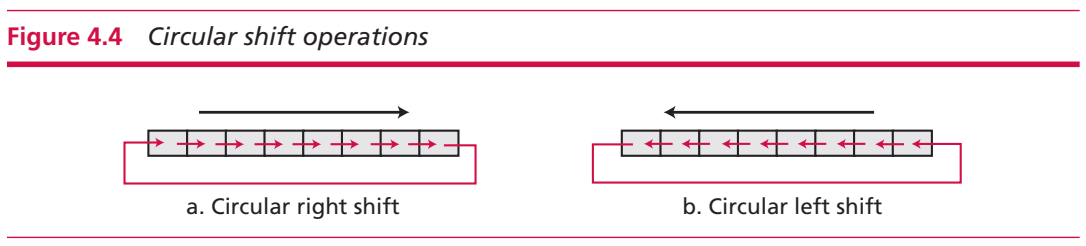 Figure 4.4 Circular shift operations
a. Circular right shift
b. Circular left shift